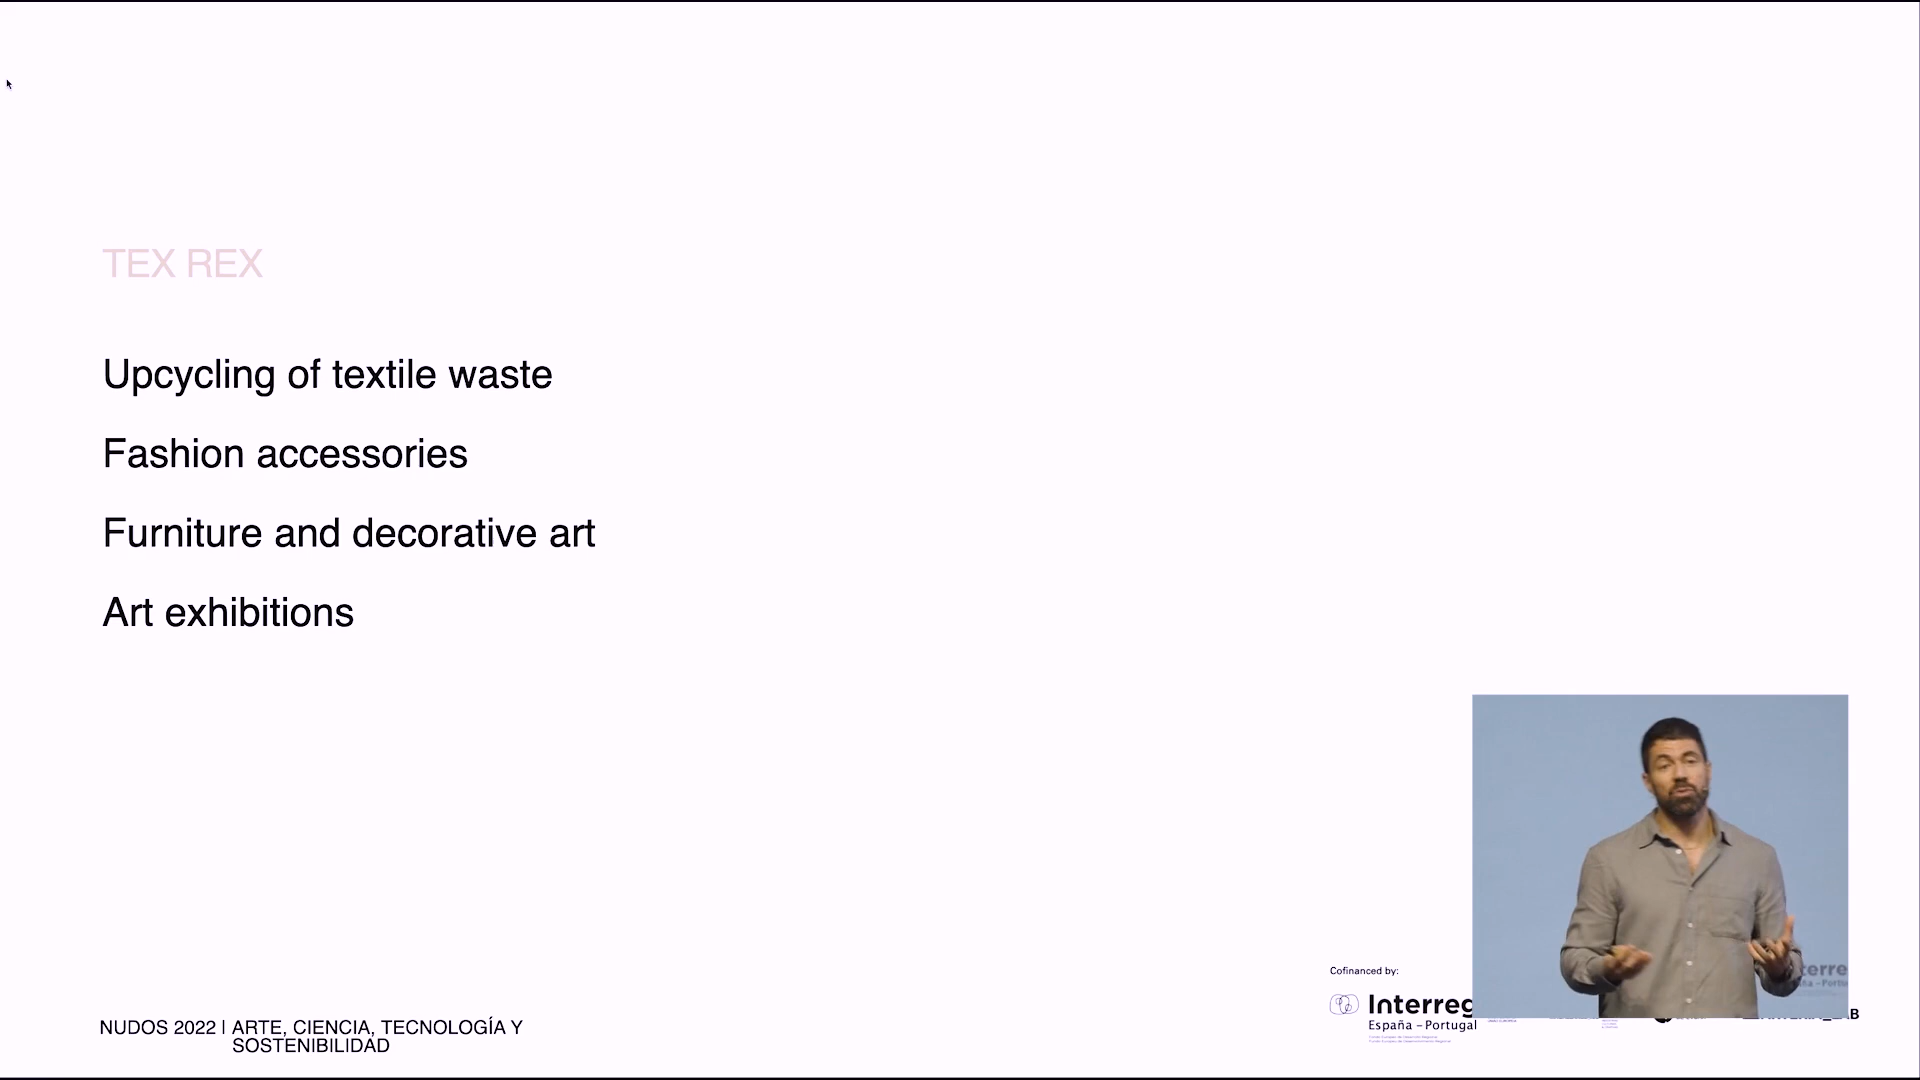 TEX REX
Upcycling of textile waste
Fashion accessories
Furniture and decorative art
Art exhibitions
Cofinanced by:
Interreg
España – Portugal
NUDOS 2022 | ARTE, CIENCIA, TECNOLOGÍA Y
SOSTENIBILIDAD